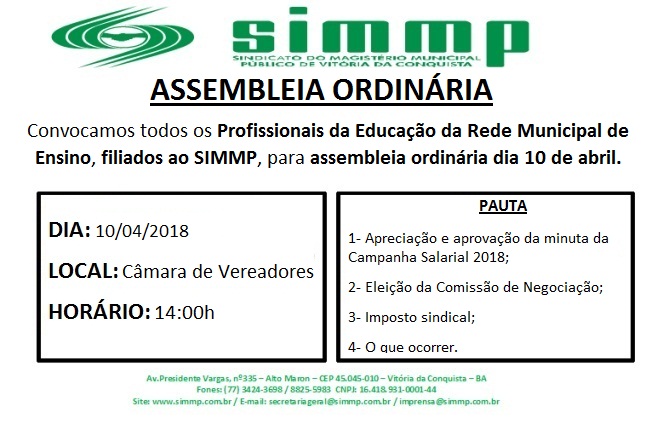 simmp
SINDICATO DO MAGISTÉRIO MUNICIPAL
PÚBLICO DE VITÓRIA DA CONQUISTA
ASSEMBLEIA ORDINÁRIA
Convocamos todos os Profissionais da Educação da Rede Municipal de
Ensino, filiados ao SIMMP, para assembleia ordinária dia 10 de abril.
DIA: 10/04/2018
LOCAL: Câmara de Vereadores
HORÁRIO: 14:00h
PAUTA
1- Apreciação e aprovação da minuta da
Campanha Salarial 2018;
2- Eleição da Comissão de Negociação;
3- Imposto sindical;
4- O que ocorrer.
Av.Presidente Vargas, nº335 – Alto Maron – CEP 45.045-010 – Vitória da Conquista – BA
Fones: (77) 3424-3698 / 8825-5983 CNPJ: 16.418.931-0001-44
Site: www.simmp.com.br / E-mail: secretariageral@simmp.com.br / imprensa@simmp.com.br